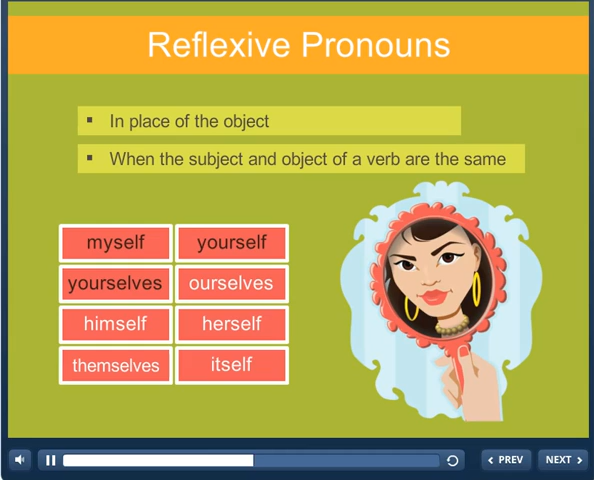 Reflexive Pronouns
▪ In place of the object
▪ When the subject and object of a verb are the same
myself yourself
yourselves ourselves
himself herself
themselves itself
PREV NEXT